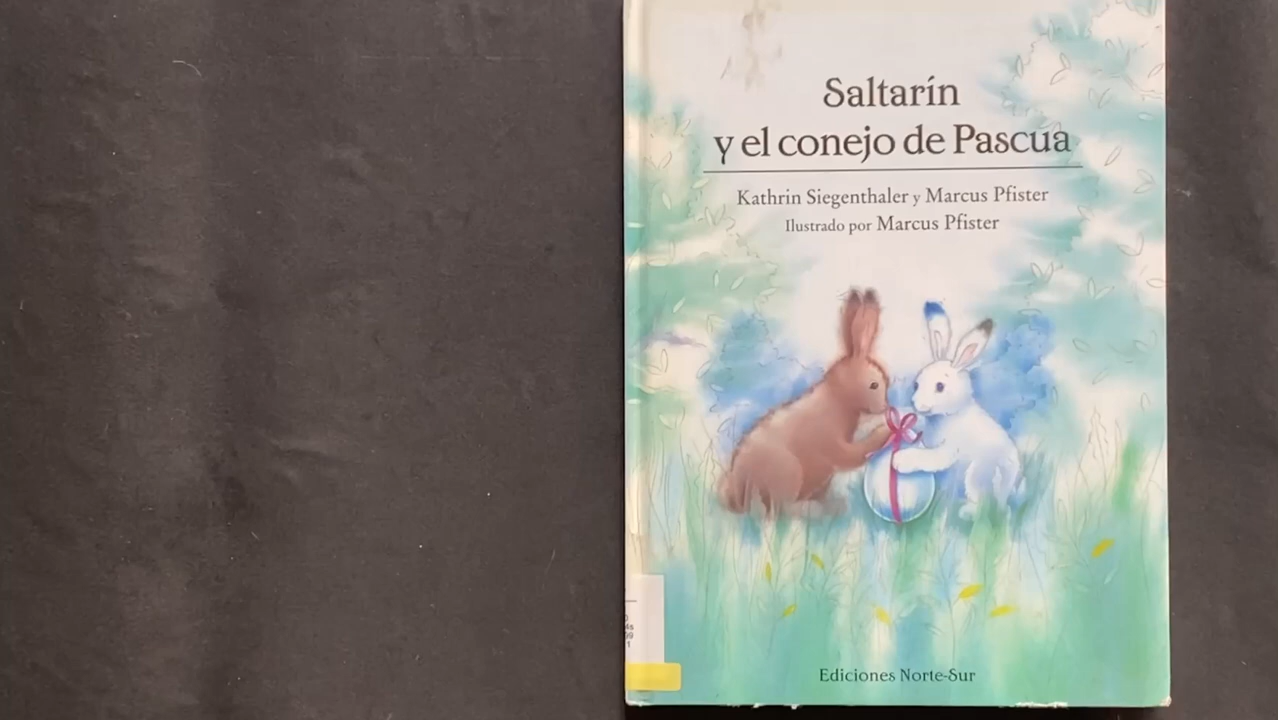 Saltarín
y el conejo de Pascua
Kathrin Siegenthaler y Marcus Pfister
Ilustrado por Marcus Pfister
Ediciones Norte-Sur